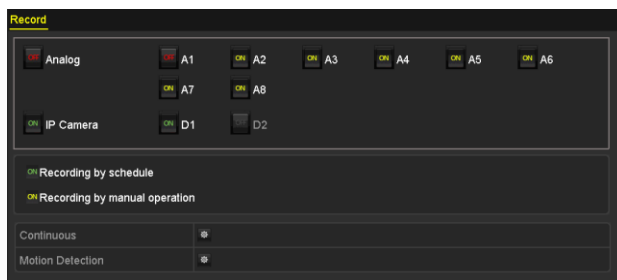 Record
OFF Analog OFF A1 ON A2 ON A3 ON A4 ON A5 ON A6
ON A7 ON A8
ON IP Camera ON D1 D2
ON Recording by schedule
ON Recording by manual operation
Continuous
Motion Detection